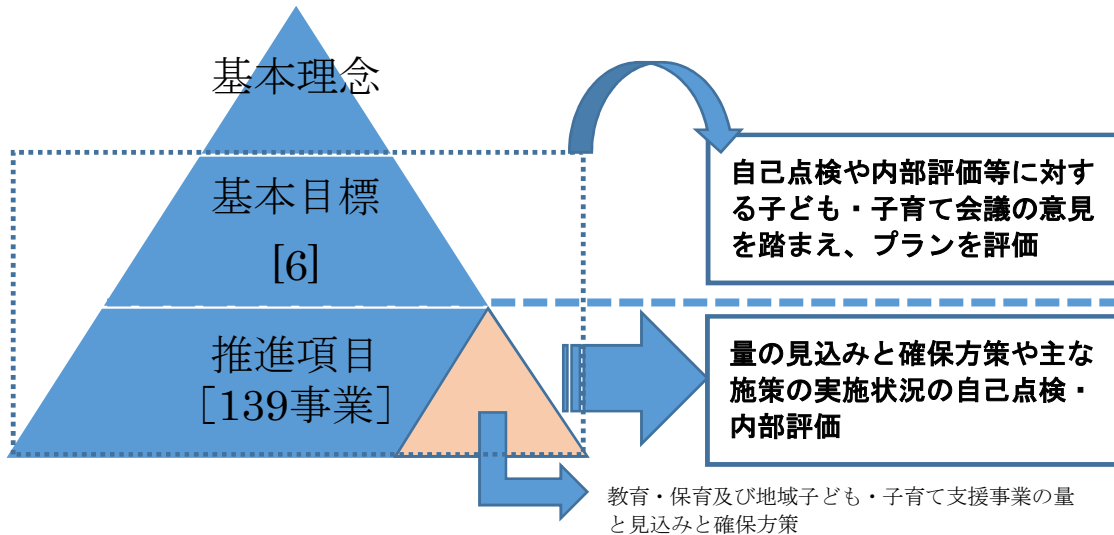 基本理念
基本目標
[6]
推進項目
［139事業］
自己点検や内部評価等に対す
る子ども・子育て会議の意見
を踏まえ、プランを評価
量の見込みと確保方策や主な
施策の実施状況の自己点検・
内部評価
教育・保育及び地域子ども・子育て支援事業の量
と見込みと確保方策